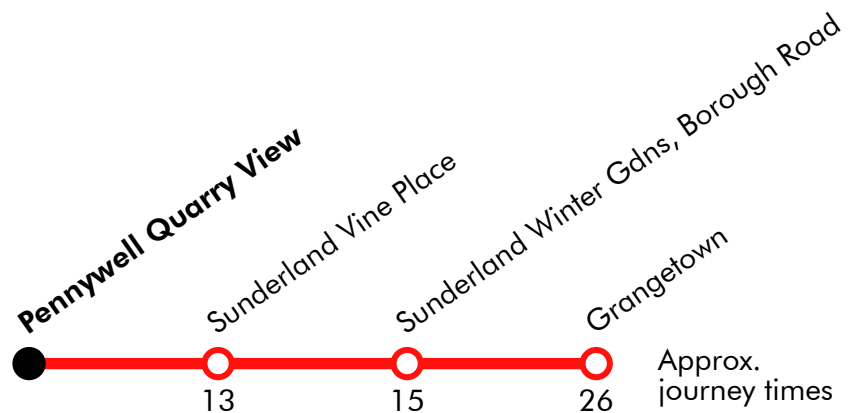 Pennywell Quarry View
Sunderland Vine Place
Sunderland Winter Gdns, Borough Road
Grangetown
13
15
26
Approx.
journey times